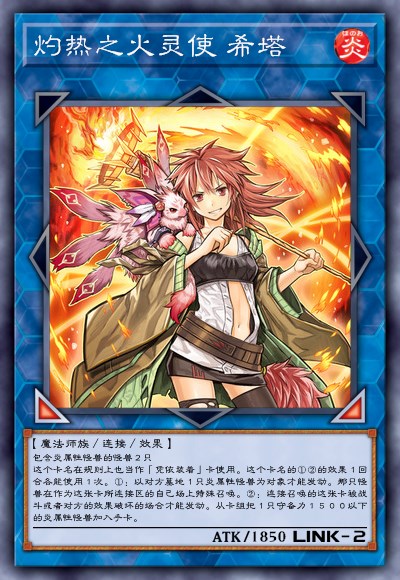 灼热之火灵使 希塔
ほのお
炎
【魔法师族／连接／效果】
包含炎属性怪兽的怪兽２只
这个卡名在规则上也当作「凭依装着」卡使用。这个卡名的①②的效果１回
合各能使用１次。①：以对方墓地１只炎属性怪兽为对象才能发动。那只怪
兽在作为这张卡所连接区的自己场上特殊召唤。②：连接召唤的这张卡被战
斗或者对方的效果破坏的场合才能发动。从卡组把１只守备力１５００以下
的炎属性怪兽加入手卡。
ATK/1850 LINK-2